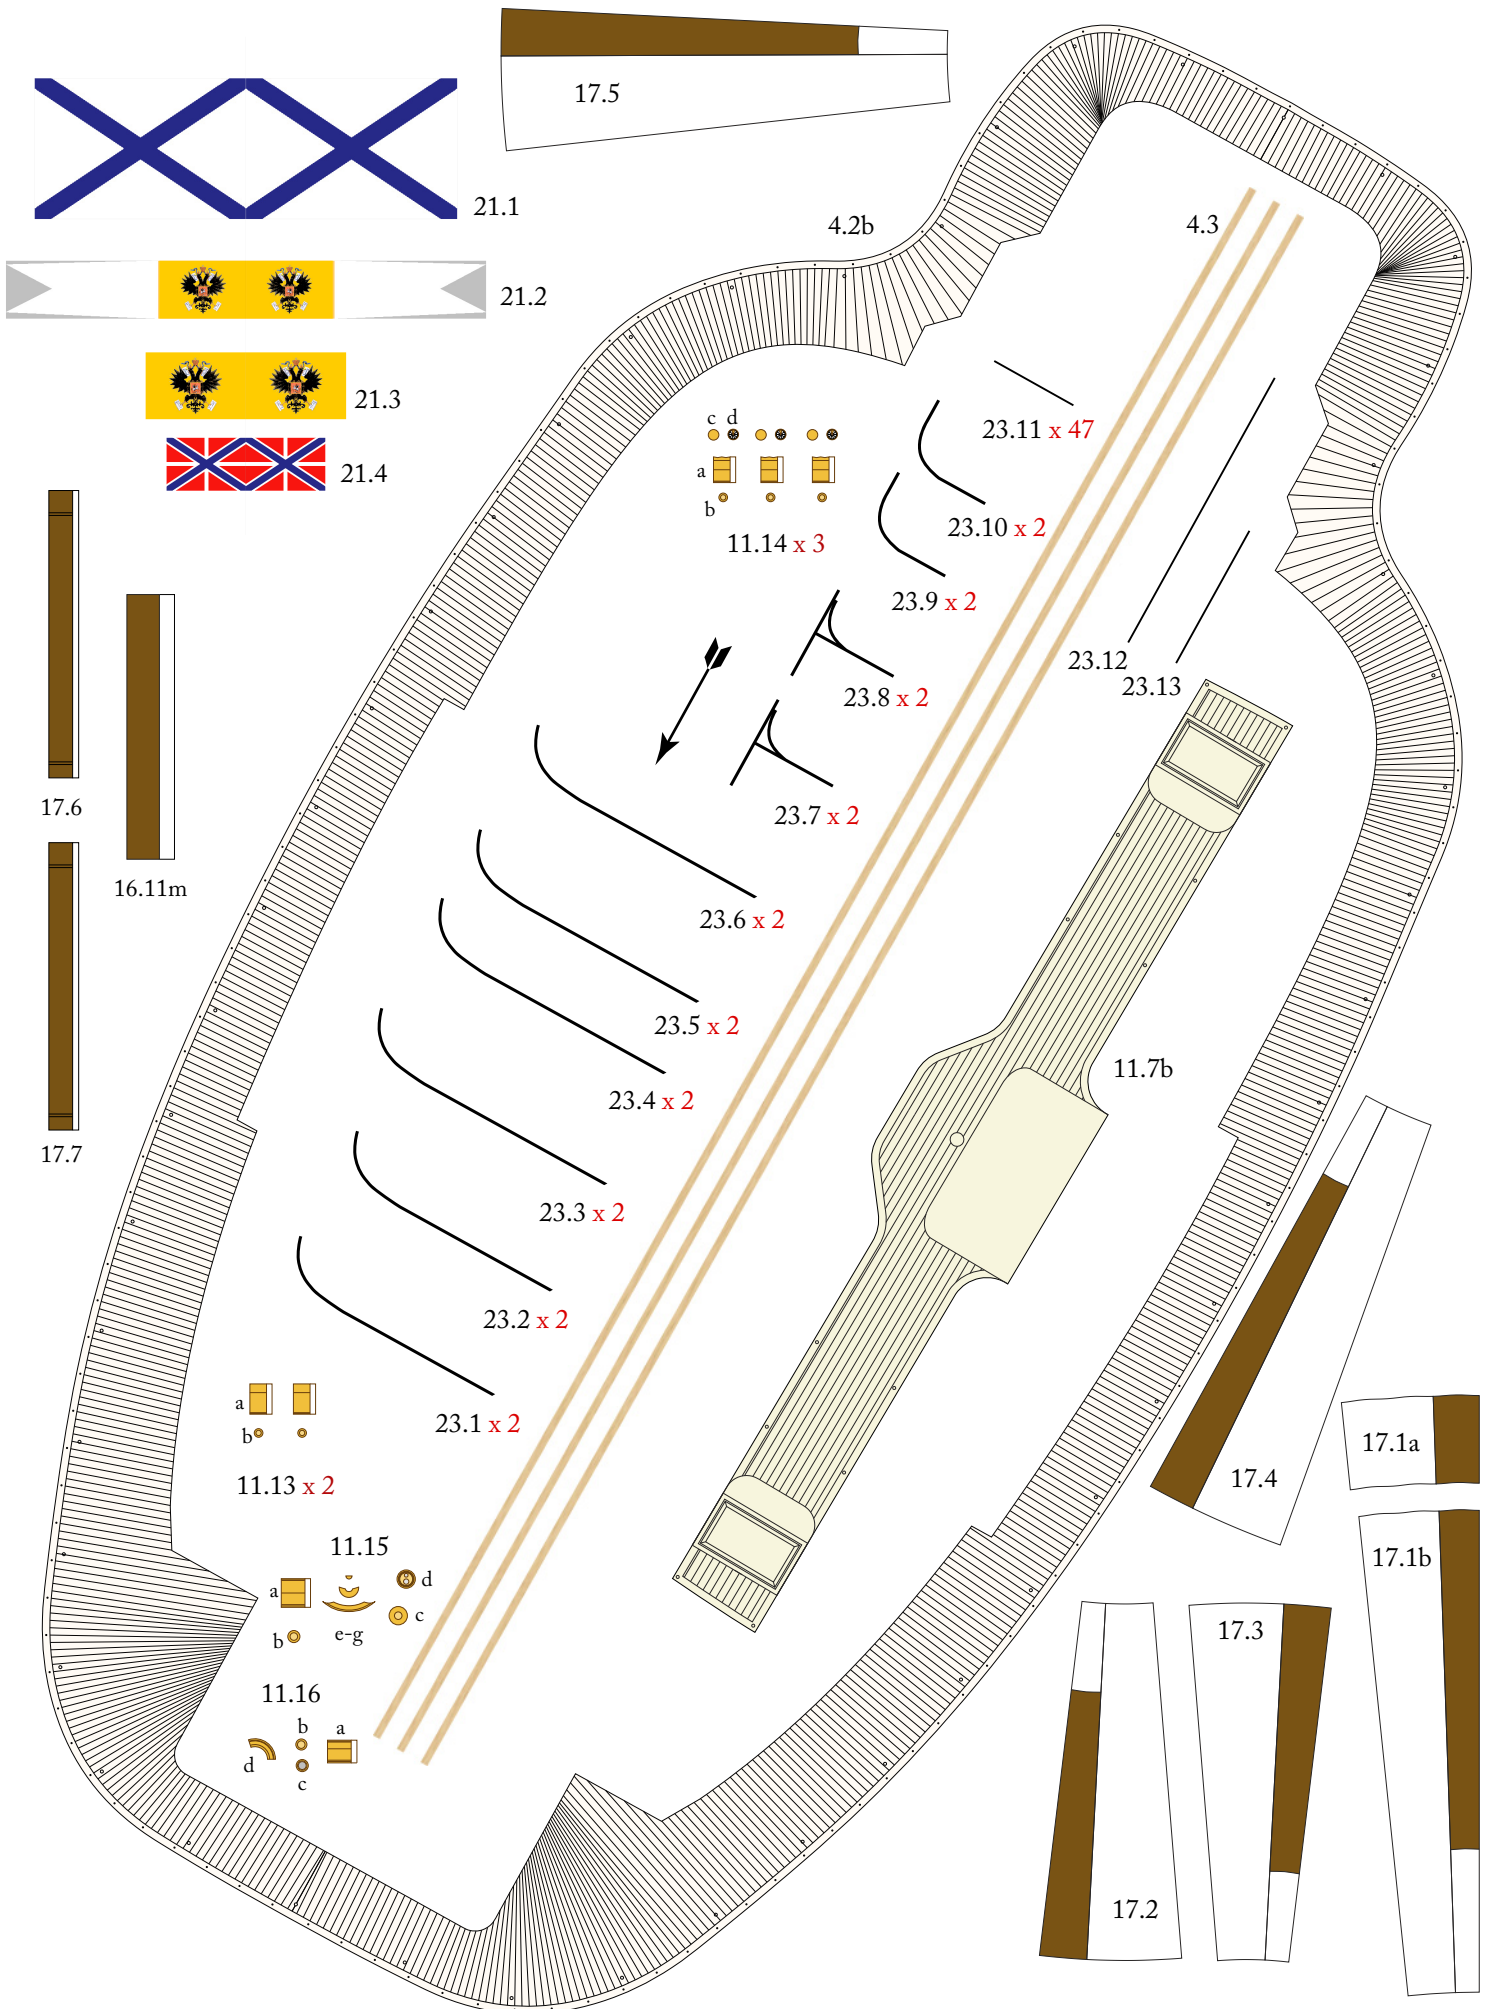 17.5
21.1
4.2b
4.3
21.2
21.3
21.4
c d
a
b
11.14 x 3
23.11 x 47
23.10 x 2
23.9 x 2
23.12
23.13
23.8 x 2
23.7 x 2
17.6
16.11m
23.6 x 2
23.5 x 2
11.7b
23.4 x 2
17.7
23.3 x 2
23.2 x 2
a
b
23.1 x 2
11.13 x 2
17.1a
17.4
11.15
a
d
c
b
e-g
17.1b
17.3
11.16
b
a
d
c
17.2